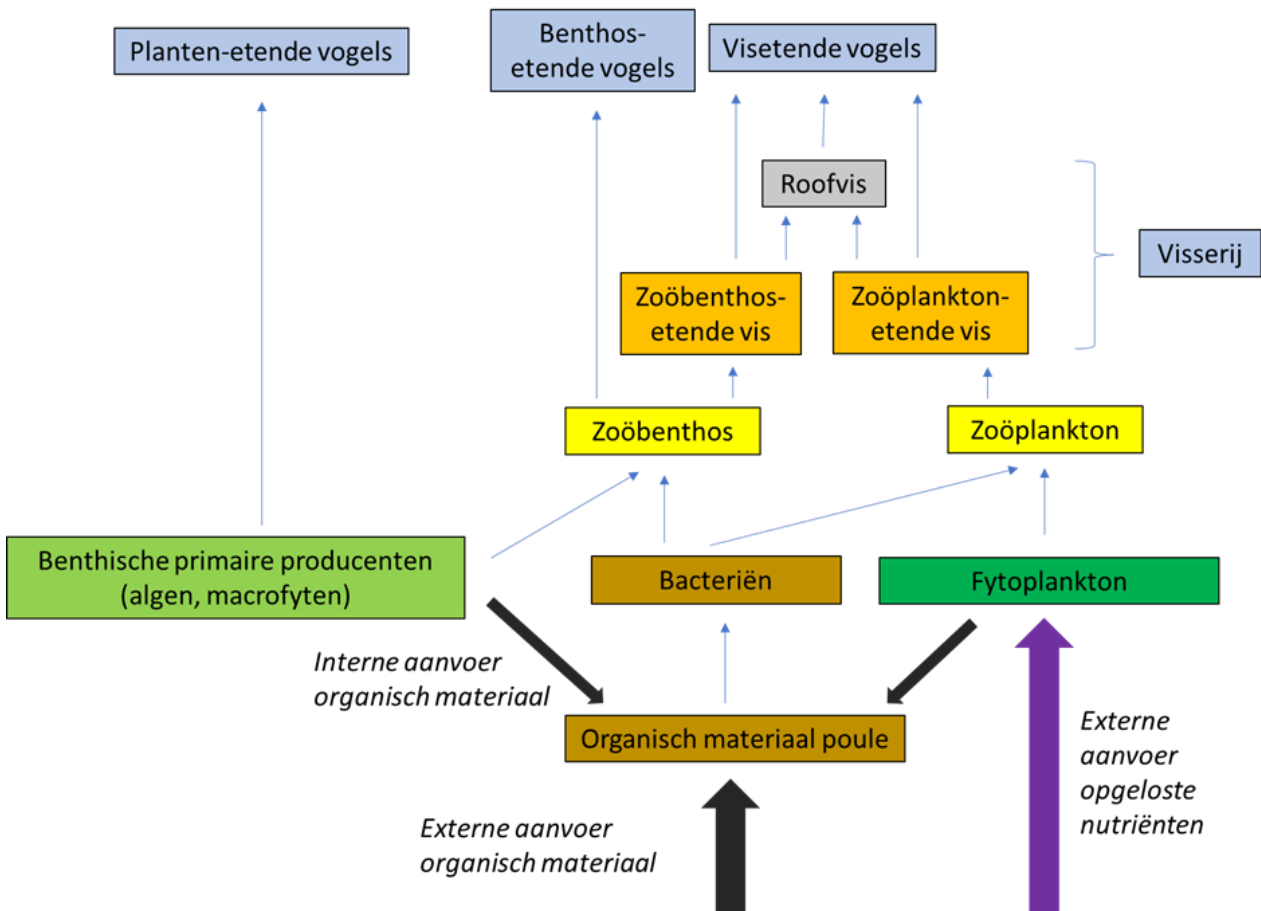 Planten-etende vogels
Benthos-
etende vogels
Visetende vogels
Roofvis
Visserij
Zoöbenthos-
etende vis
Zoöplankton-
etende vis
Zoöbenthos
Zoöplankton
Benthische primaire producenten
(algen, macrofyten)
Bacteriën
Fytoplankton
Interne aanvoer
organisch materiaal
Organisch materiaal poule
Externe
aanvoer
opgeloste
nutriënten
Externe aanvoer
organisch materiaal